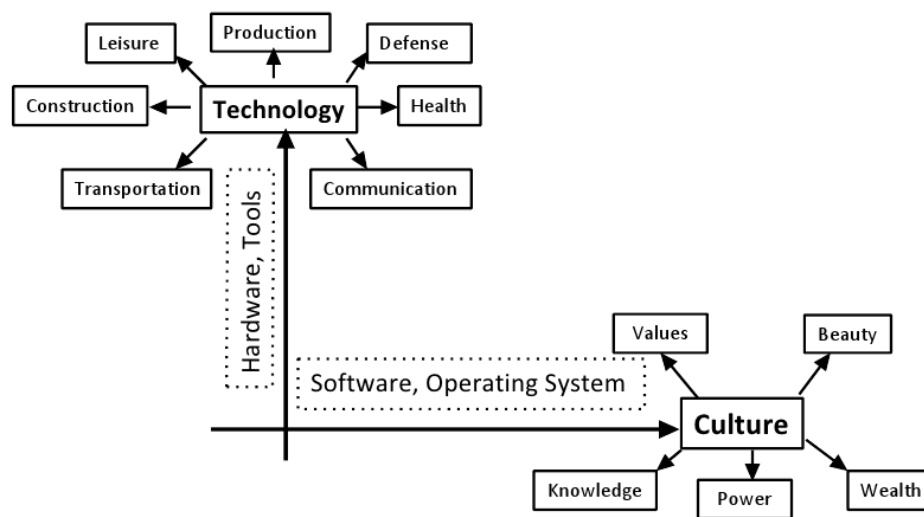 Production
Leisure
Defense
Construction
Technology
Health
Transportation
Communication
Hardware, Tools
Values
Beauty
Software, Operating System
Culture
Knowledge
Power
Wealth